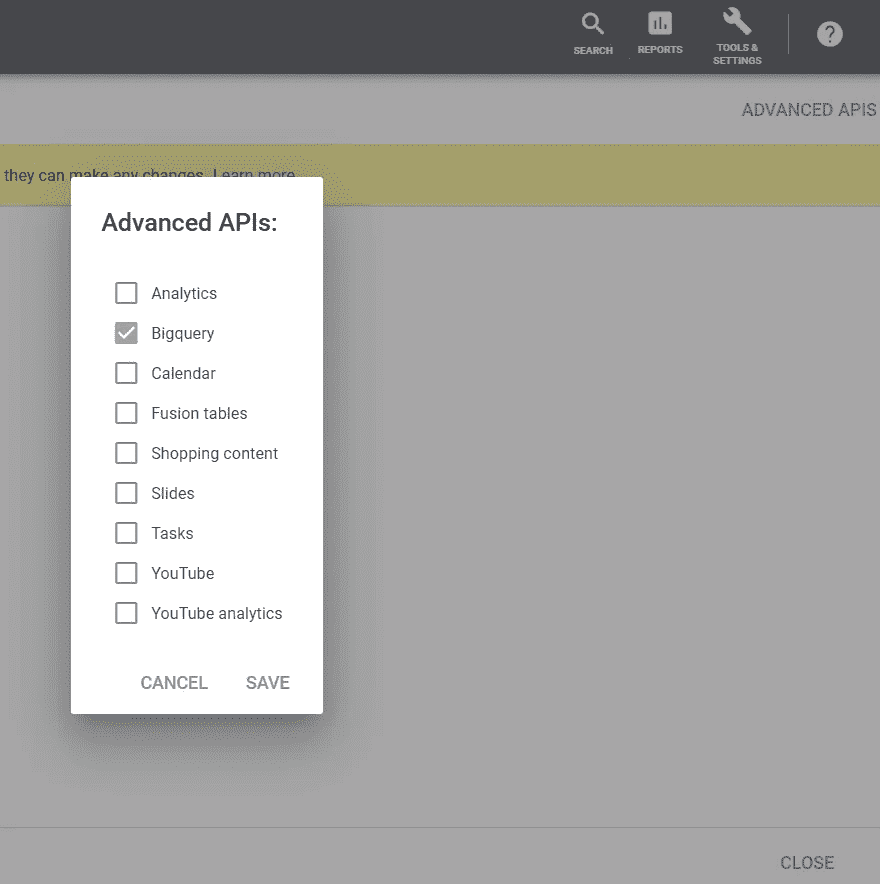 SEARCH
REPORTS
TOOLS &
SETTINGS
?
ADVANCED APIS
they can make any changes. Learn more
Advanced APIs:
Analytics
Bigquery
Calendar
Fusion tables
Shopping content
Slides
Tasks
YouTube
YouTube analytics
CANCEL
SAVE
CLOSE